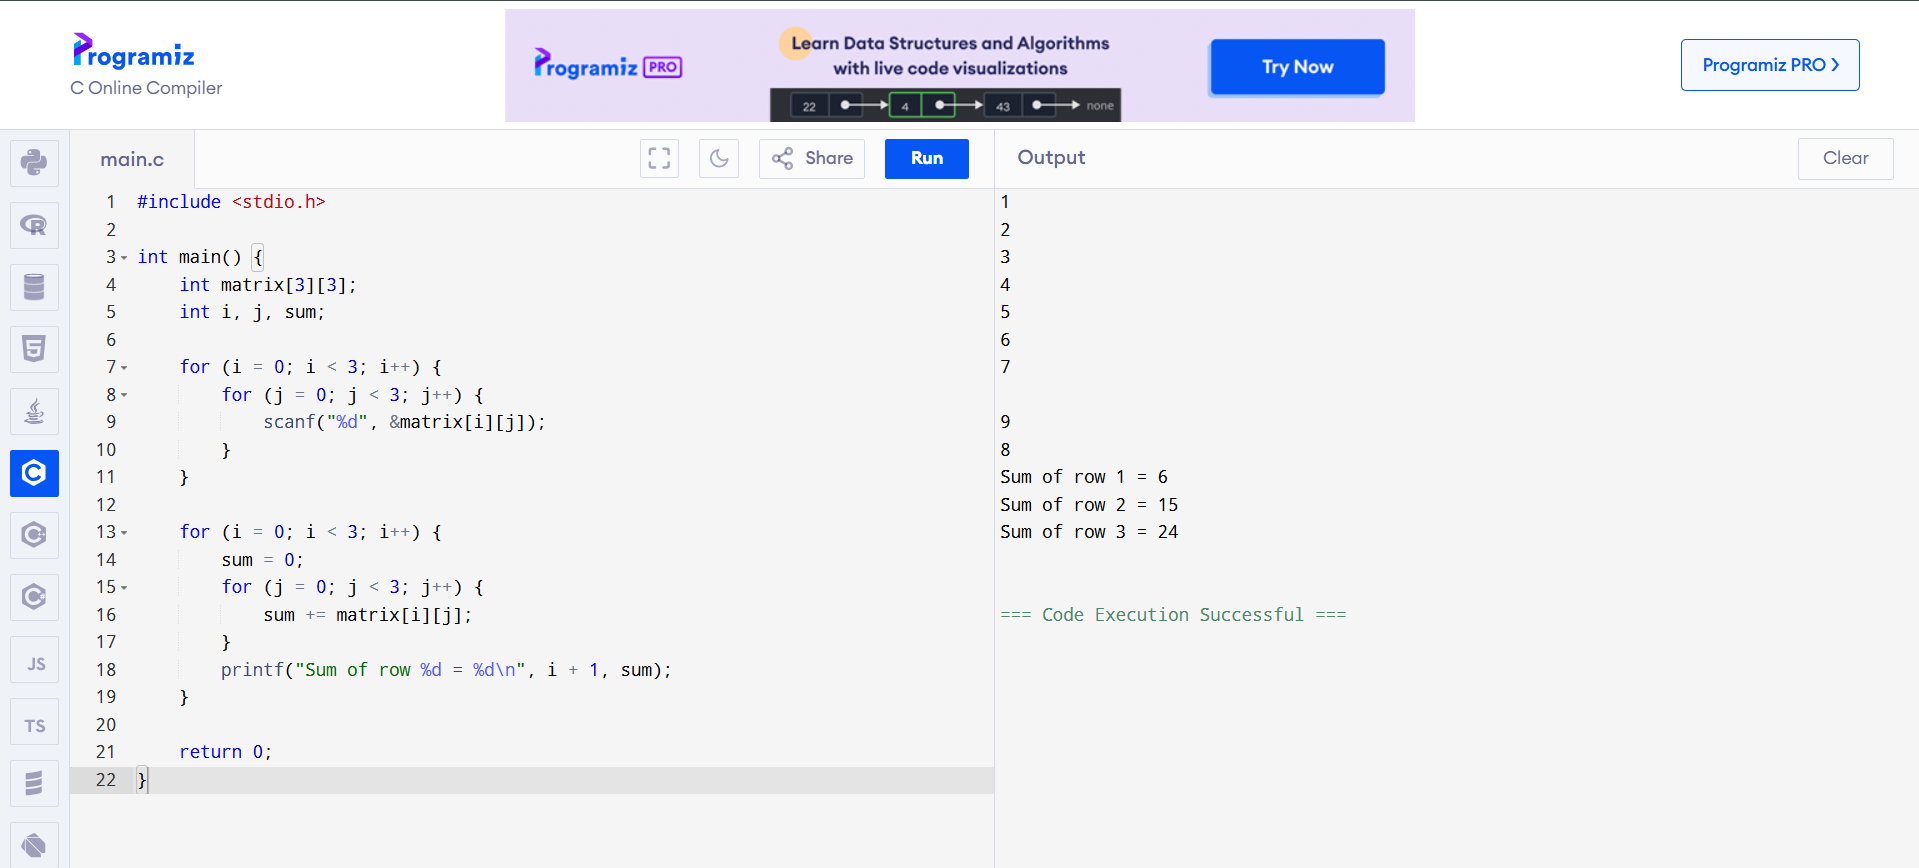 Programiz
C Online Compiler
Programiz PRO
Learn Data Structures and Algorithms
with live code visualizations
22 4 43 none
Try Now
Programiz PRO >
main.c
Share
Run
Output
Clear
JS
TS
1 #include <stdio.h>
2
3 int main() {
4     int matrix[3][3];
5     int i, j, sum;
6
7     for (i = 0; i < 3; i++) {
8         for (j = 0; j < 3; j++) {
9             scanf("%d", &matrix[i][j]);
10         }
11     }
12
13     for (i = 0; i < 3; i++) {
14         sum = 0;
15         for (j = 0; j < 3; j++) {
16             sum += matrix[i][j];
17         }
18         printf("Sum of row %d = %d\n", i + 1, sum);
19     }
20
21     return 0;
22 }
1
2
3
4
5
6
7
9
8
Sum of row 1 = 6
Sum of row 2 = 15
Sum of row 3 = 24
=== Code Execution Successful ===